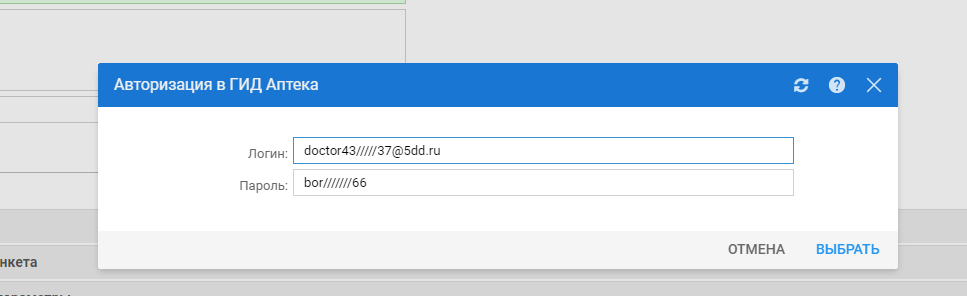 Авторизация в ГИД Аптека
Логин: doctor43/////37@5dd.ru
Пароль: bor///////66
ОТМЕНА ВЫБРАТЬ
нкета